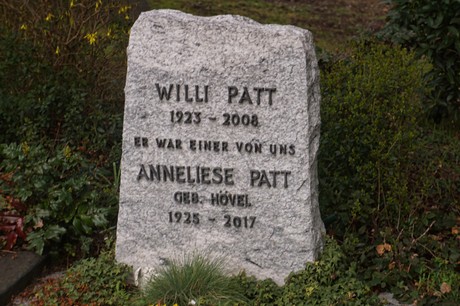 WILLI PATT
1923 - 2008
ER WAR EINER VON UNS
ANNELIESE PATT
GEB. HÖVEL
1925 - 2017